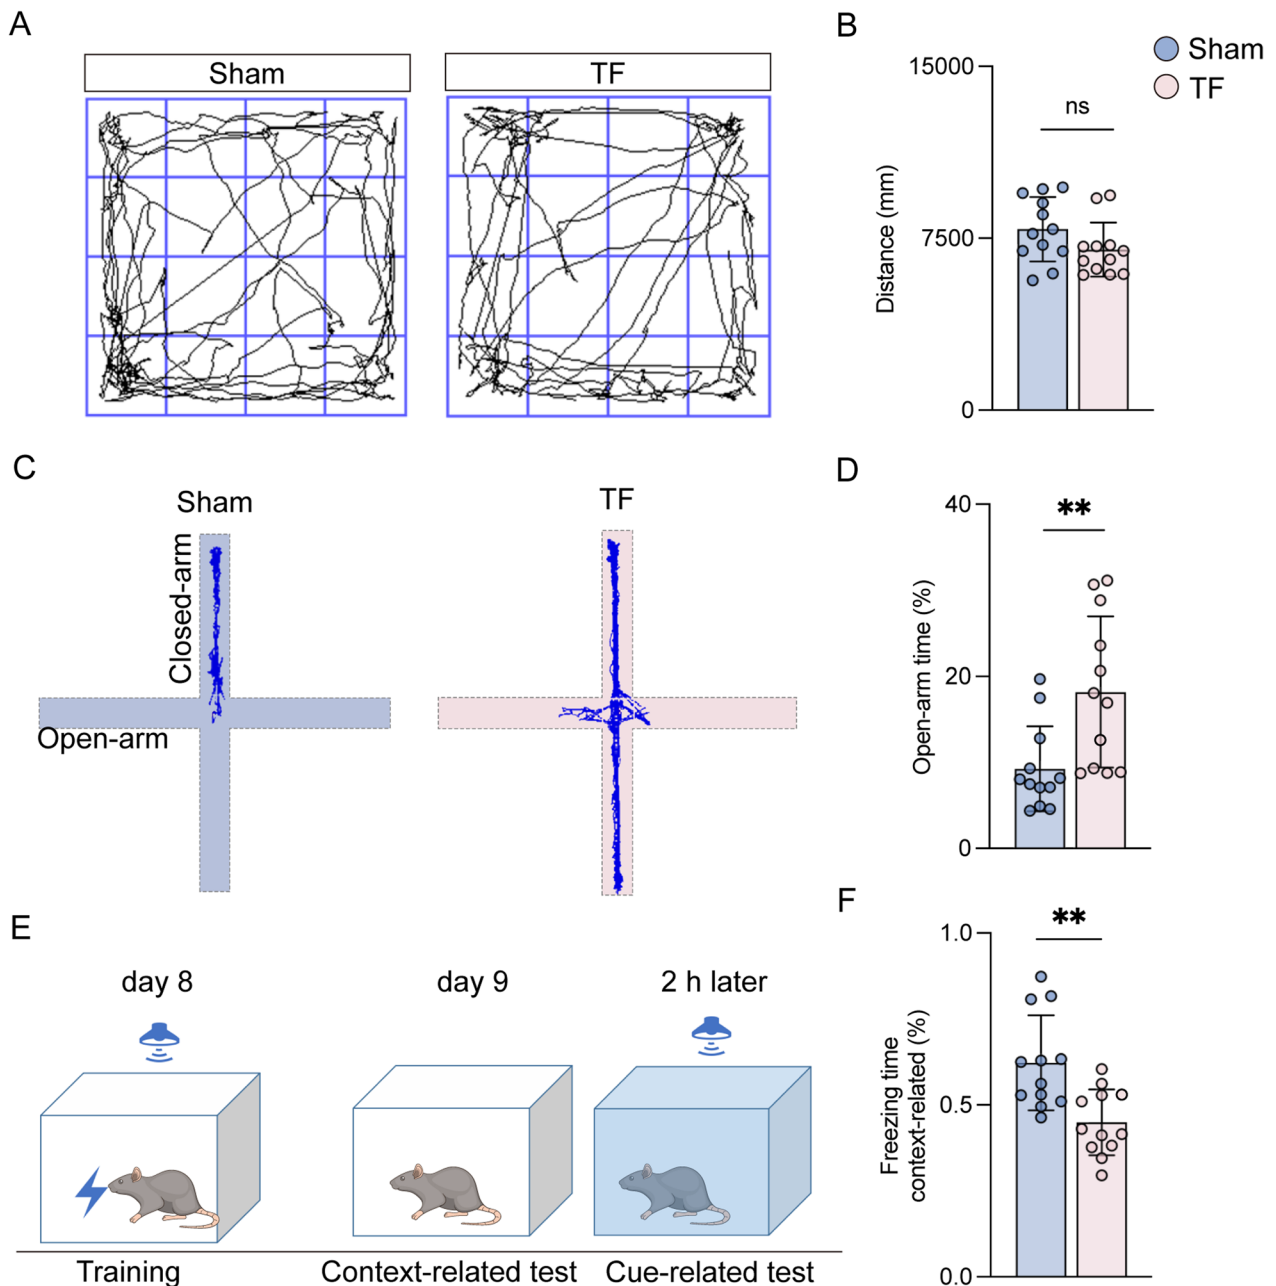 A
Sham
TF
B
Sham
TF
15000
7500
0
Distance (mm)
ns
C
Sham
TF
Closed-arm
Open-arm
D
40
20
0
Open-arm time (%)
**
E
day 8
day 9
2 h later
Training
Context-related test
Cue-related test
F
1.0
0.5
0.0
Freezing time
context-related (%)
**